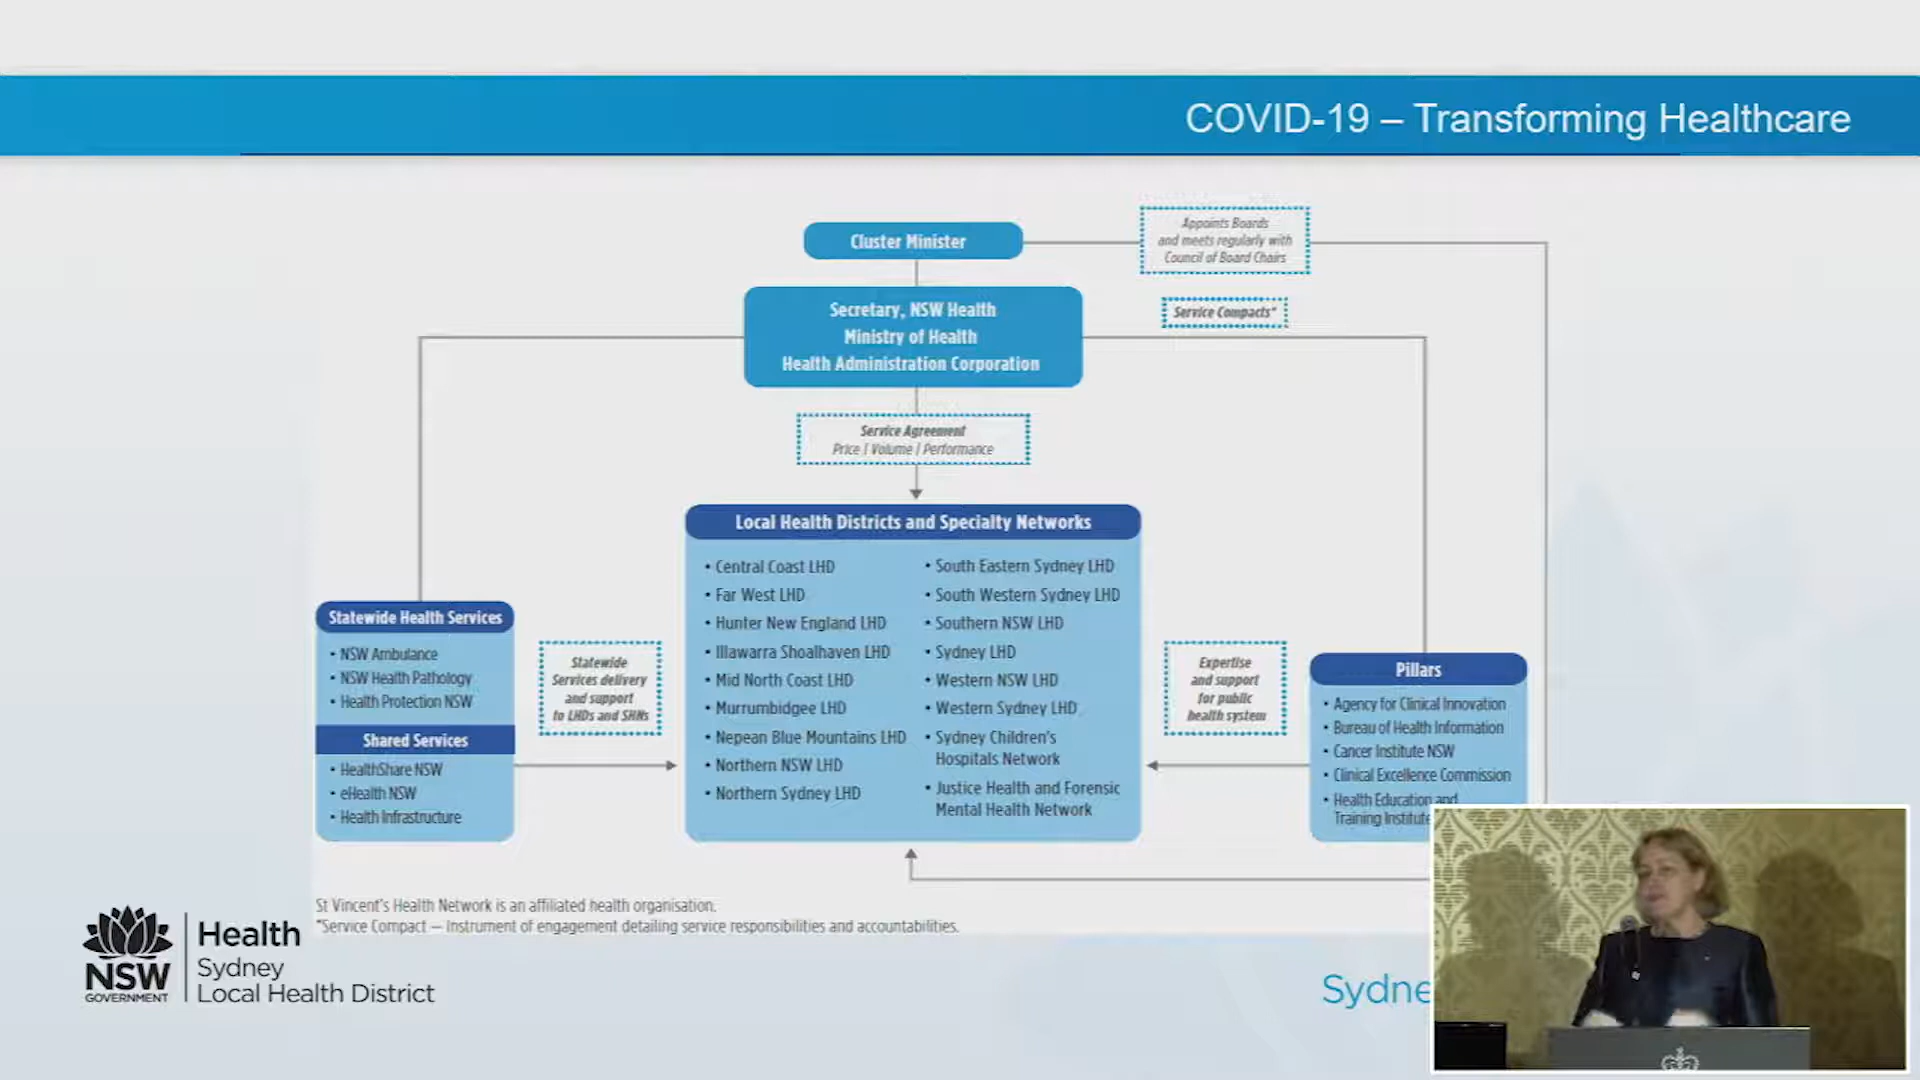 COVID-19 – Transforming Healthcare
Cluster Minister
Appoints Boards
and meets regularly with
Council of Board Chairs
Secretary, NSW Health
Ministry of Health
Health Administration Corporation
Service Compacts*
Service Agreement
Price | Volume | Performance
Local Health Districts and Specialty Networks
• Central Coast LHD
• Far West LHD
• Hunter New England LHD
• Illawarra Shoalhaven LHD
• Mid North Coast LHD
• Murrumbidgee LHD
• Nepean Blue Mountains LHD
• Northern NSW LHD
• Northern Sydney LHD
• South Eastern Sydney LHD
• South Western Sydney LHD
• Southern NSW LHD
• Sydney LHD
• Western NSW LHD
• Western Sydney LHD
• Sydney Children's
Hospitals Network
• Justice Health and Forensic
Mental Health Network
Statewide Health Services
• NSW Ambulance
• NSW Health Pathology
• Health Protection NSW
Shared Services
• HealthShare NSW
• eHealth NSW
• Health Infrastructure
Statewide
Services delivery
and support
to LHDs and SHNs
Expertise
and support
for public
health system
Pillars
• Agency for Clinical Innovation
• Bureau of Health Information
• Cancer Institute NSW
• Clinical Excellence Commission
• Health Education and
Training Institute
St Vincent's Health Network is an affiliated health organisation.
*Service Compact — Instrument of engagement detailing service responsibilities and accountabilities.
NSW
GOVERNMENT
Health
Sydney
Local Health District
Sydne